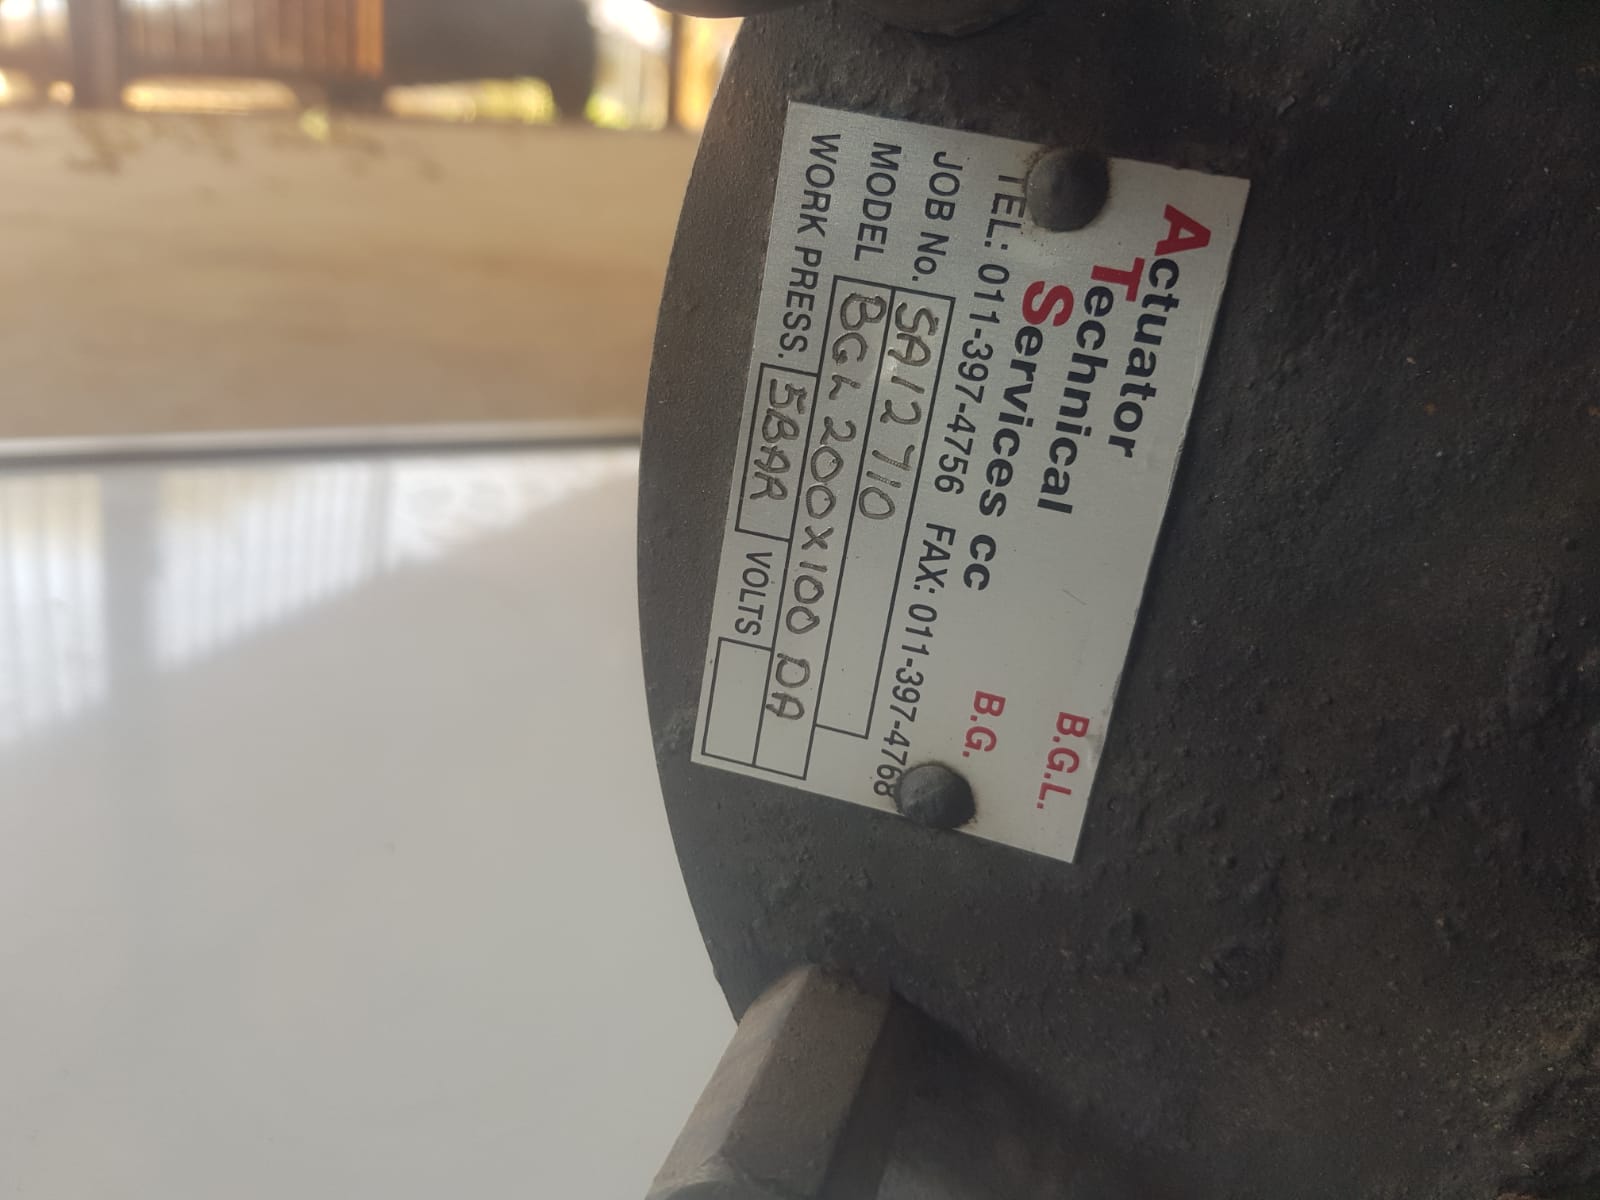 Actuator
Technical B.G.L.
Services cc B.G.
TEL: 011-397-4756 FAX: 011-397-4768
JOB No. SA12710
MODEL BGL 200X100 DA
WORK PRESS. 5BAR VOLTS